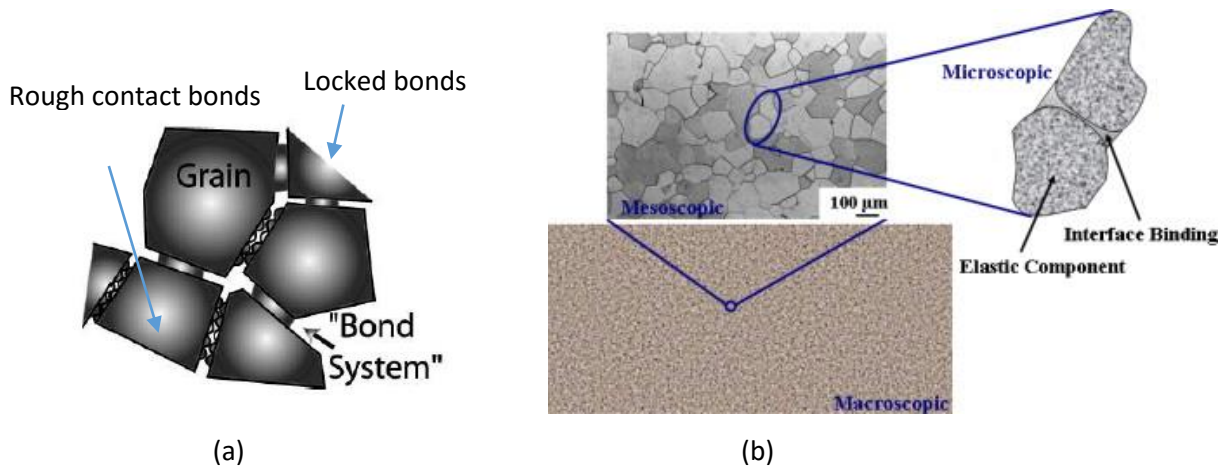 Rough contact bonds
Locked bonds
Grain
"Bond
System"
(a)
Microscopic
Mesoscopic
100 μm
Interface Binding
Elastic Component
Macroscopic
(b)